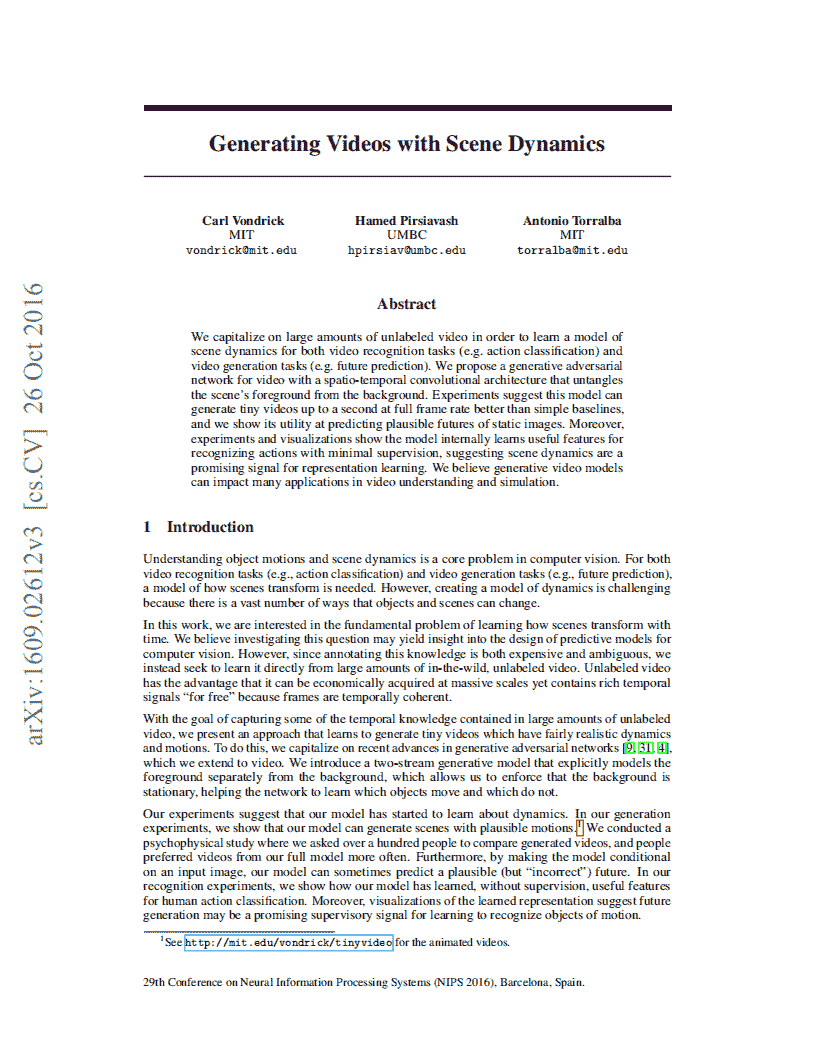 Generating Videos with Scene Dynamics
Carl Vondrick
MIT
vondrick@mit.edu
Hamed Pirsiavash
UMBC
hpirsiav@umbc.edu
Antonio Torralba
MIT
torralba@mit.edu
Abstract
We capitalize on large amounts of unlabeled video in order to learn a model of
scene dynamics for both video recognition tasks (e.g. action classification) and
video generation tasks (e.g. future prediction). We propose a generative adversarial
network for video with a spatio-temporal convolutional architecture that untangles
the scene's foreground from the background. Experiments suggest this model can
generate tiny videos up to a second at full frame rate better than simple baselines,
and we show its utility at predicting plausible futures of static images. Moreover,
experiments and visualizations show the model internally learns useful features for
recognizing actions with minimal supervision, suggesting scene dynamics are a
promising signal for representation learning. We believe generative video models
can impact many applications in video understanding and simulation.
1 Introduction
Understanding object motions and scene dynamics is a core problem in computer vision. For both
video recognition tasks (e.g., action classification) and video generation tasks (e.g., future prediction),
a model of how scenes transform is needed. However, creating a model of dynamics is challenging
because there is a vast number of ways that objects and scenes can change.
In this work, we are interested in the fundamental problem of learning how scenes transform with
time. We believe investigating this question may yield insight into the design of predictive models for
computer vision. However, since annotating this knowledge is both expensive and ambiguous, we
instead seek to learn it directly from large amounts of in-the-wild, unlabeled video. Unlabeled video
has the advantage that it can be economically acquired at massive scales yet contains rich temporal
signals “for free” because frames are temporally coherent.
With the goal of capturing some of the temporal knowledge contained in large amounts of unlabeled
video, we present an approach that learns to generate tiny videos which have fairly realistic dynamics
and motions. To do this, we capitalize on recent advances in generative adversarial networks [9, 31, 4],
which we extend to video. We introduce a two-stream generative model that explicitly models the
foreground separately from the background, which allows us to enforce that the background is
stationary, helping the network to learn which objects move and which do not.
Our experiments suggest that our model has started to learn about dynamics. In our generation
experiments, we show that our model can generate scenes with plausible motions.1 We conducted a
psychophysical study where we asked over a hundred people to compare generated videos, and people
preferred videos from our full model more often. Furthermore, by making the model conditional
on an input image, our model can sometimes predict a plausible (but “incorrect”) future. In our
recognition experiments, we show how our model has learned, without supervision, useful features
for human action classification. Moreover, visualizations of the learned representation suggest future
generation may be a promising supervisory signal for learning to recognize objects of motion.
1See http://mit.edu/vondrick/tinyvideo for the animated videos.
29th Conference on Neural Information Processing Systems (NIPS 2016), Barcelona, Spain.
arXiv:1609.02612v3 [cs.CV] 26 Oct 2016